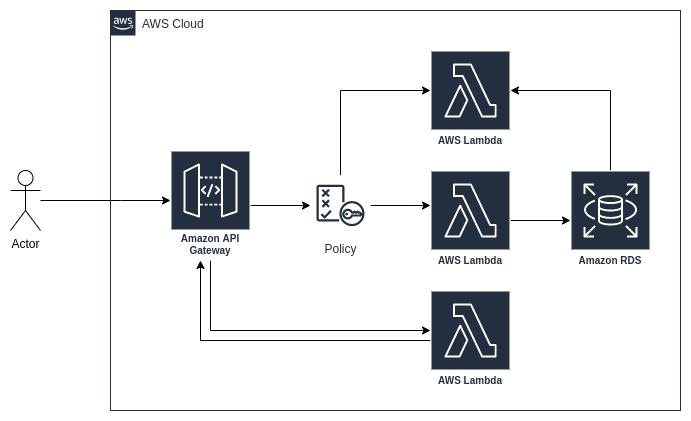 aws
AWS Cloud
AWS Lambda
Actor
</>
Amazon API
Gateway
Policy
AWS Lambda
Amazon RDS
AWS Lambda